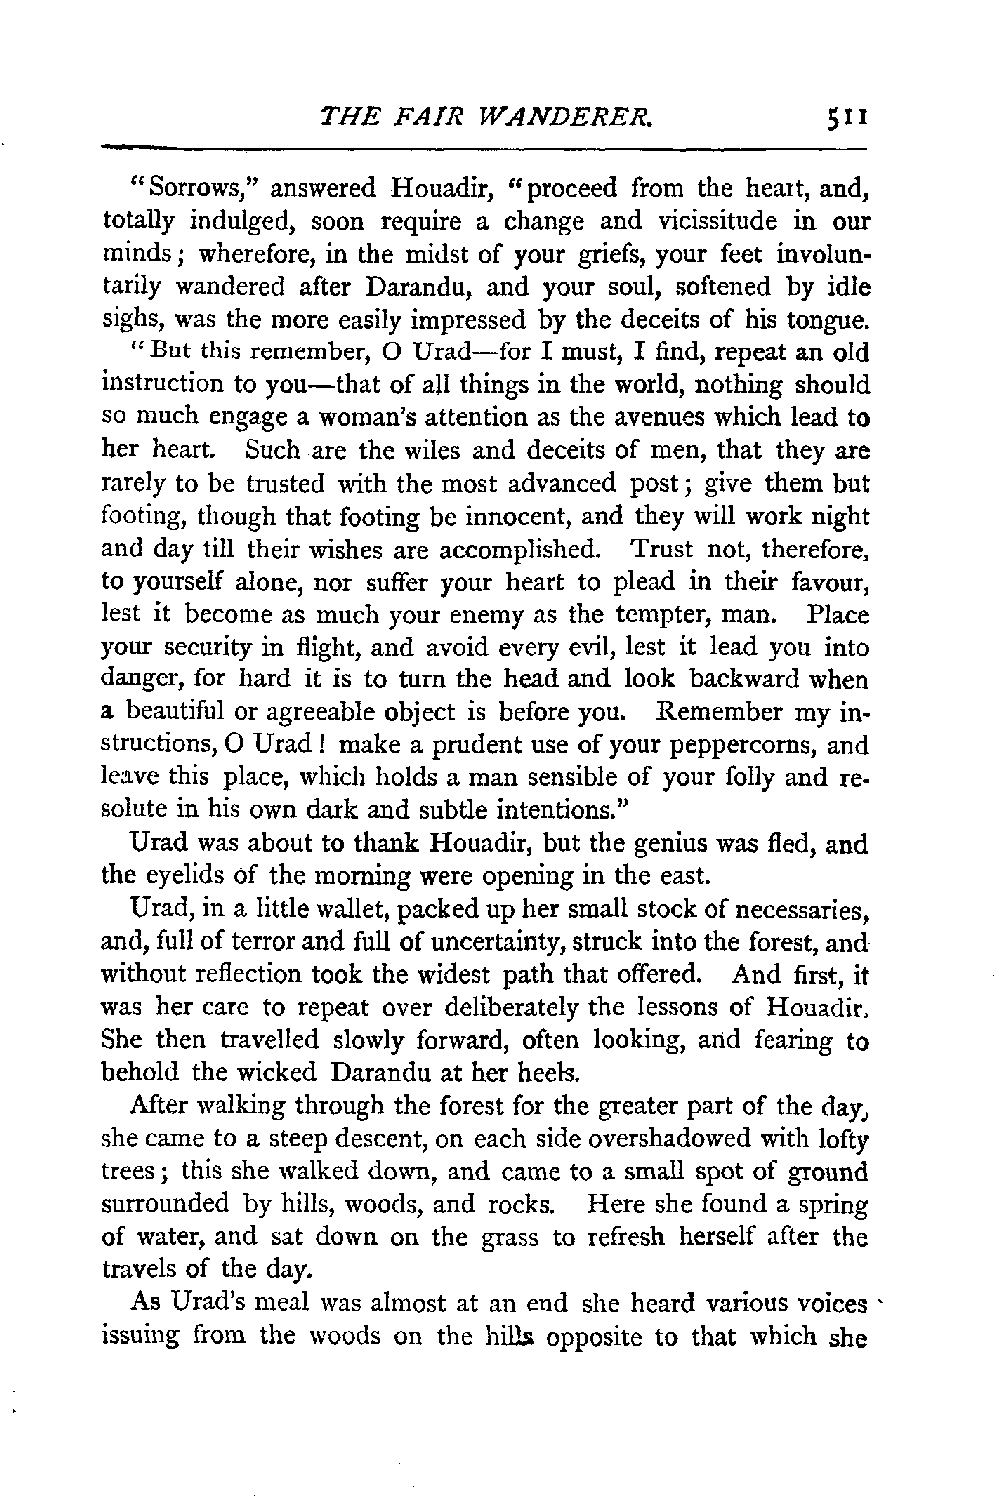 THE FAIR WANDERER. 511
“Sorrows,” answered Houadir, “proceed from the heart, and,
totally indulged, soon require a change and vicissitude in our
minds; wherefore, in the midst of your griefs, your feet involun-
tarily wandered after Darandu, and your soul, softened by idle
sighs, was the more easily impressed by the deceits of his tongue.
“But this remember, O Urad—for I must, I find, repeat an old
instruction to you—that of all things in the world, nothing should
so much engage a woman's attention as the avenues which lead to
her heart. Such are the wiles and deceits of men, that they are
rarely to be trusted with the most advanced post; give them but
footing, though that footing be innocent, and they will work night
and day till their wishes are accomplished. Trust not, therefore,
to yourself alone, nor suffer your heart to plead in their favour,
lest it become as much your enemy as the tempter, man. Place
your security in flight, and avoid every evil, lest it lead you into
danger, for hard it is to turn the head and look backward when
a beautiful or agreeable object is before you. Remember my in-
structions, O Urad! make a prudent use of your peppercorns, and
leave this place, which holds a man sensible of your folly and re-
solute in his own dark and subtle intentions.”
Urad was about to thank Houadir, but the genius was fled, and
the eyelids of the morning were opening in the east.
Urad, in a little wallet, packed up her small stock of necessaries,
and, full of terror and full of uncertainty, struck into the forest, and
without reflection took the widest path that offered. And first, it
was her care to repeat over deliberately the lessons of Houadir.
She then travelled slowly forward, often looking, and fearing to
behold the wicked Darandu at her heels.
After walking through the forest for the greater part of the day,
she came to a steep descent, on each side overshadowed with lofty
trees; this she walked down, and came to a small spot of ground
surrounded by hills, woods, and rocks. Here she found a spring
of water, and sat down on the grass to refresh herself after the
travels of the day.
As Urad's meal was almost at an end she heard various voices
issuing from the woods on the hills opposite to that which she